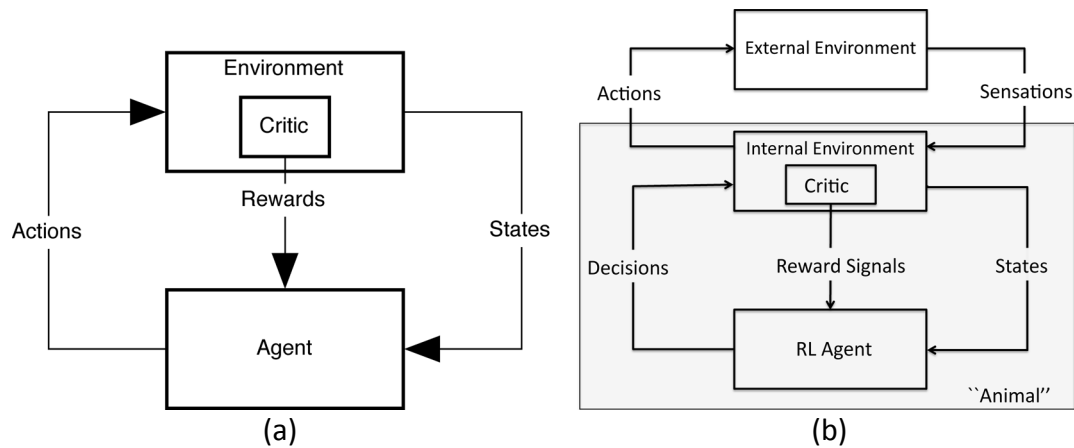 Environment
Critic
Rewards
Actions
States
Agent
(a)
External Environment
Actions
Sensations
Internal Environment
Critic
Decisions
Reward Signals
States
RL Agent
``Animal’’
(b)